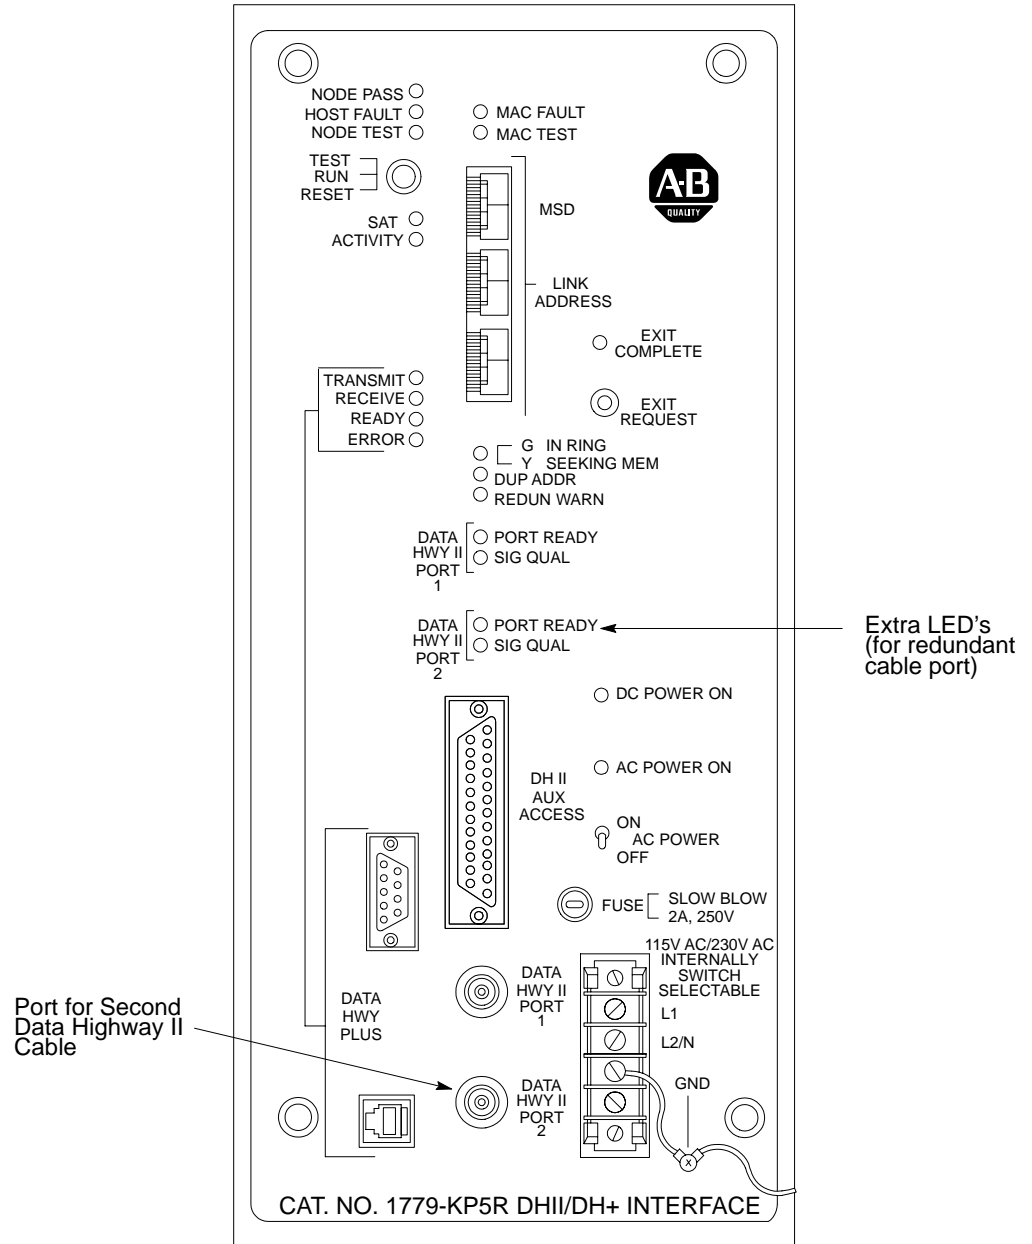 NODE PASS
HOST FAULT
NODE TEST
MAC FAULT
MAC TEST
TEST
RUN
RESET
SAT
ACTIVITY
MSD
A-B
QUALITY
LINK
ADDRESS
EXIT
COMPLETE
TRANSMIT
RECEIVE
READY
ERROR
EXIT
REQUEST
G IN RING
Y SEEKING MEM
DUP ADDR
REDUN WARN
DATA
HWY II
PORT
1
PORT READY
SIG QUAL
DATA
HWY II
PORT
2
PORT READY
SIG QUAL
Extra LED's
(for redundant
cable port)
DC POWER ON
AC POWER ON
DH II
AUX
ACCESS
ON
AC POWER
OFF
FUSE
SLOW BLOW
2A, 250V
115V AC/230V AC
INTERNALLY
SWITCH
SELECTABLE
L1
L2/N
GND
X
DATA
HWY II
PORT
1
DATA
HWY
PLUS
Port for Second
Data Highway II
Cable
DATA
HWY II
PORT
2
CAT. NO. 1779-KP5R DHII/DH+ INTERFACE